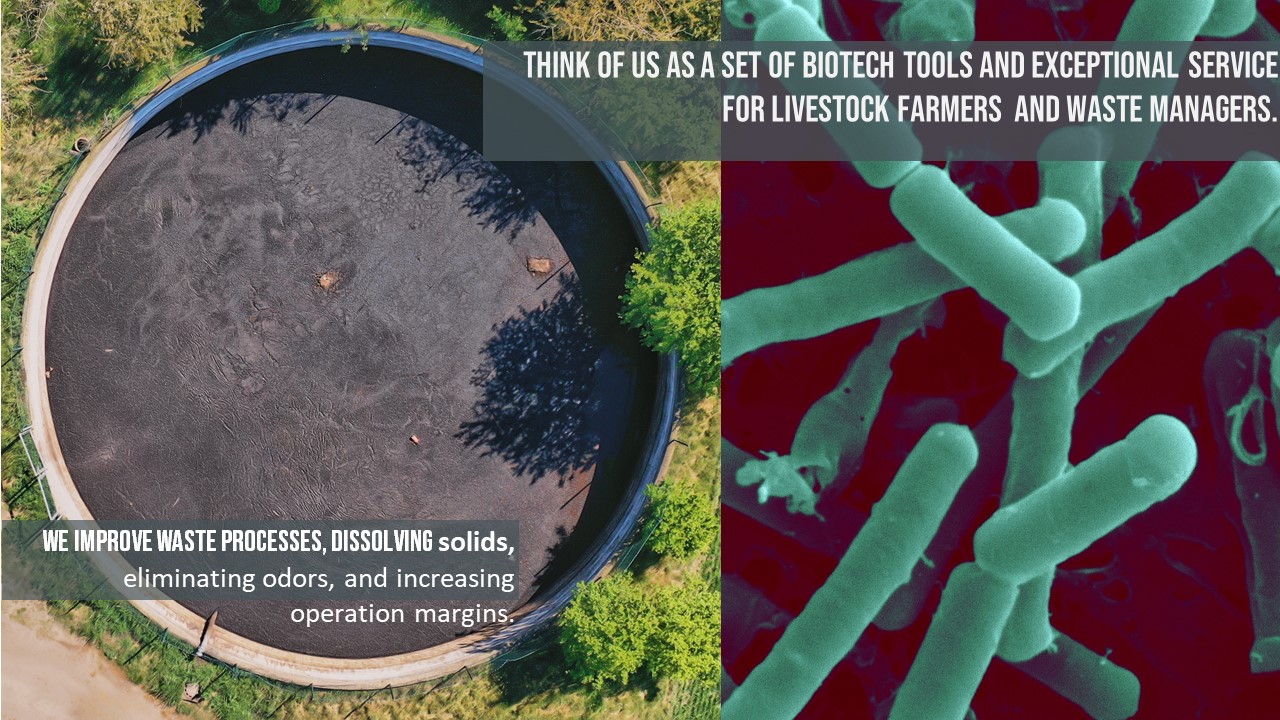 THINK OF US AS A SET OF BIOTECH TOOLS AND EXCEPTIONAL SERVICE
FOR LIVESTOCK FARMERS AND WASTE MANAGERS.
WE IMPROVE WASTE PROCESSES, DISSOLVING solids,
eliminating odors, and increasing
operation margins.